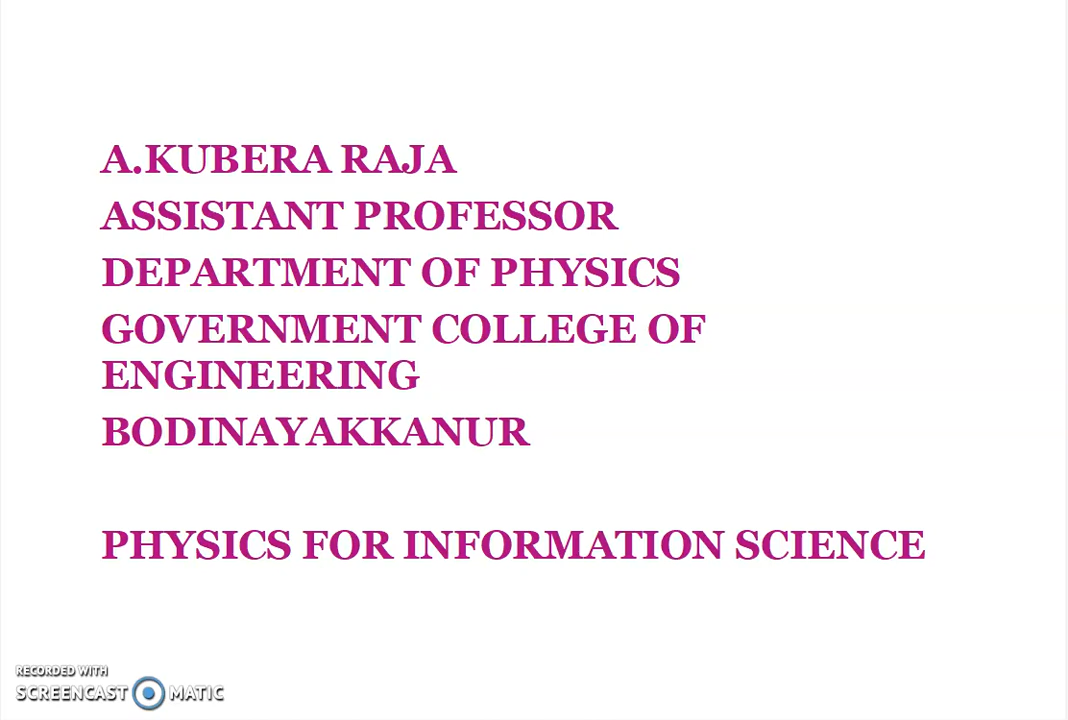 A.KUBERA RAJA
ASSISTANT PROFESSOR
DEPARTMENT OF PHYSICS
GOVERNMENT COLLEGE OF
ENGINEERING
BODINAYAKKANUR
PHYSICS FOR INFORMATION SCIENCE
RECORDED WITH
SCREENCAST MATIC